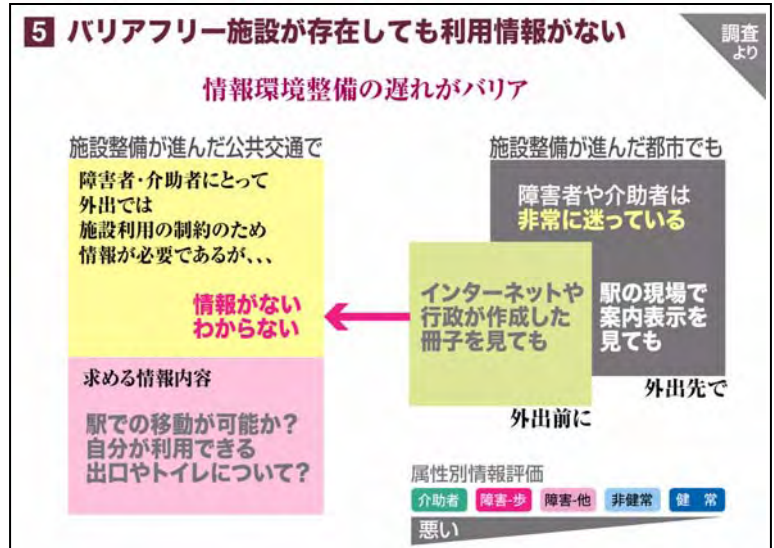 5 バリアフリー施設が存在しても利用情報がない
調査
より
情報環境整備の遅れがバリア
施設整備が進んだ公共交通で
障害者・介助者にとって
外出では
施設利用の制約のため
情報が必要であるが、、、
情報がない
わからない
求める情報内容
駅での移動が可能か?
自分が利用できる
出口やトイレについて?
施設整備が進んだ都市でも
障害者や介助者は
非常に迷っている
インターネットや
行政が作成した
冊子を見ても
外出前に
駅の現場で
案内表示を
見ても
外出先で
属性別情報評価
介助者 障害-歩 障害-他 非健常 健 常
悪い